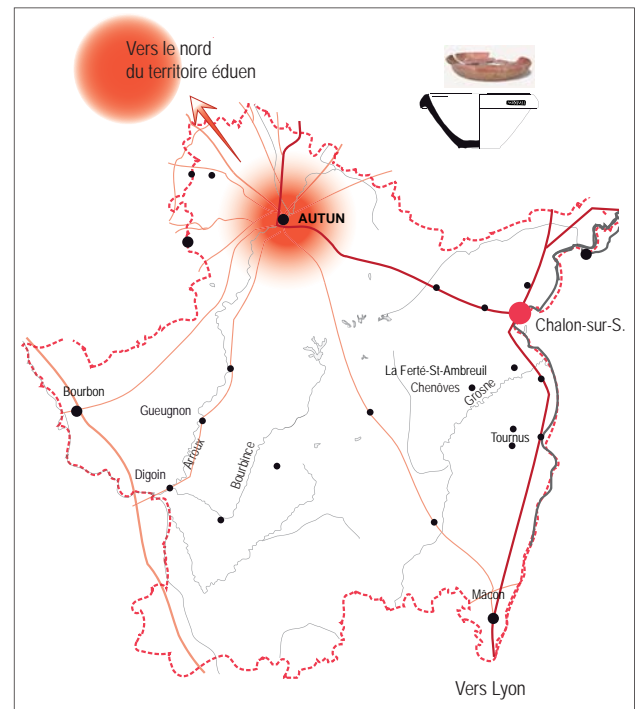 Vers le nord
du territoire éduen
AUTUN
Chalon-sur-S.
La Ferté-St-Ambreuil
Chenôves
Grosne
Bourbon
Gueugnon
Arroux
Bourbince
Tournus
Digoin
Mâcon
Vers Lyon